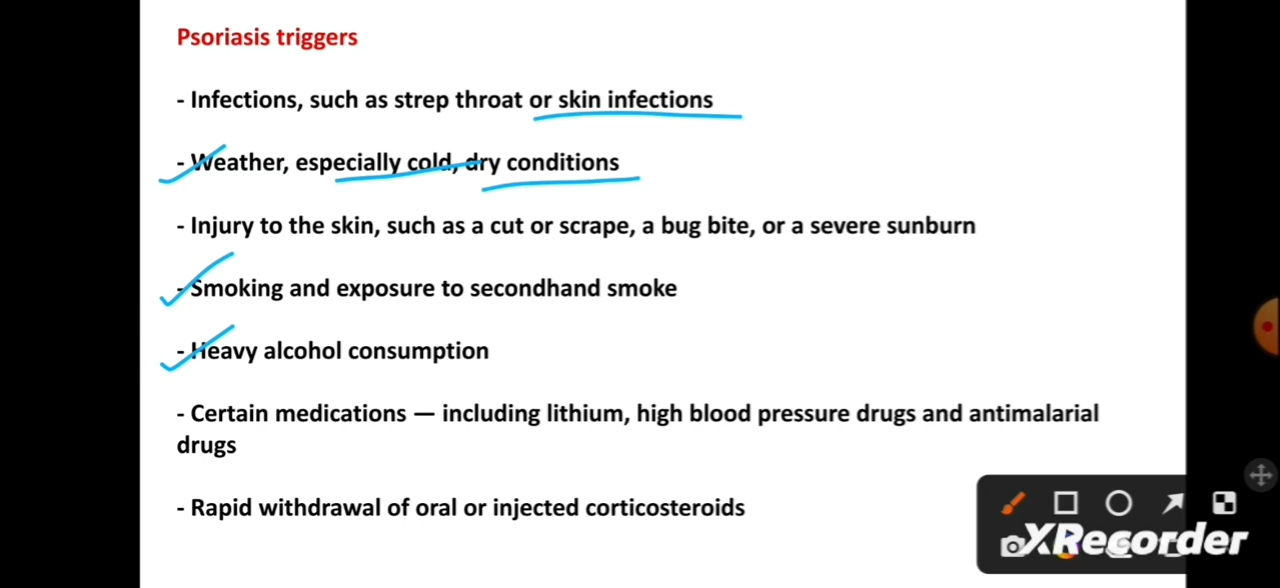 Psoriasis triggers
- Infections, such as strep throat or skin infections
- Weather, especially cold, dry conditions
- Injury to the skin, such as a cut or scrape, a bug bite, or a severe sunburn
- Smoking and exposure to secondhand smoke
- Heavy alcohol consumption
- Certain medications — including lithium, high blood pressure drugs and antimalarial
drugs
- Rapid withdrawal of oral or injected corticosteroids
XRecorder